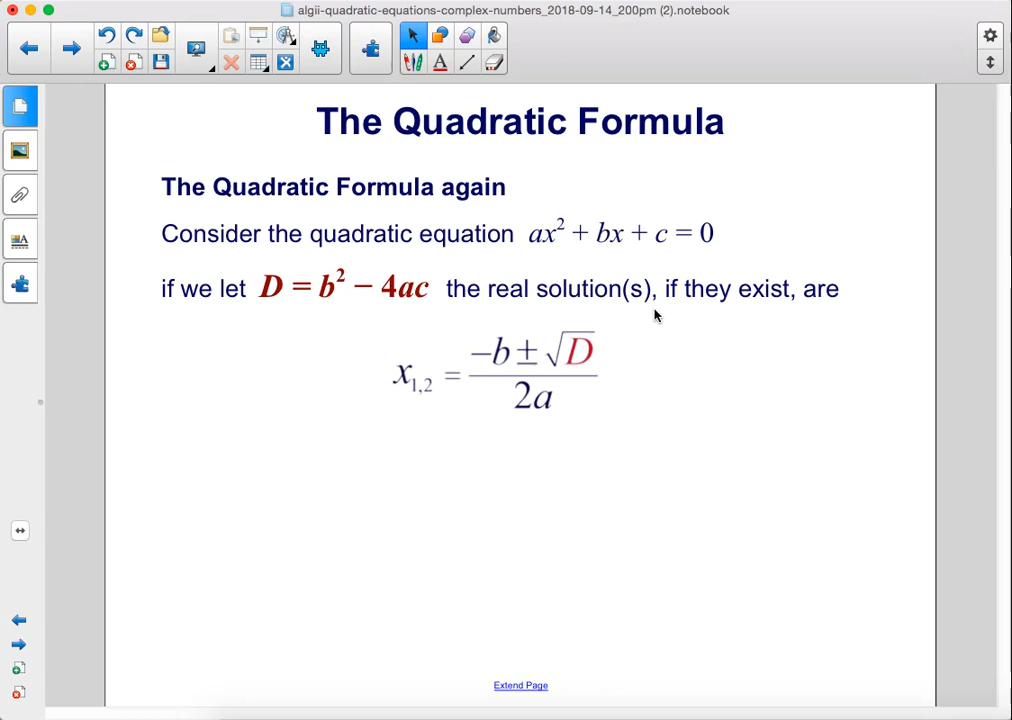 algii-quadratic-equations-complex-numbers_2018-09-14_200pm (2).notebook
The Quadratic Formula
The Quadratic Formula again
Consider the quadratic equation ax² + bx + c = 0
if we let D = b² − 4ac the real solution(s), if they exist, are
x₁,₂ = (−b ± √D) / 2a
Extend Page